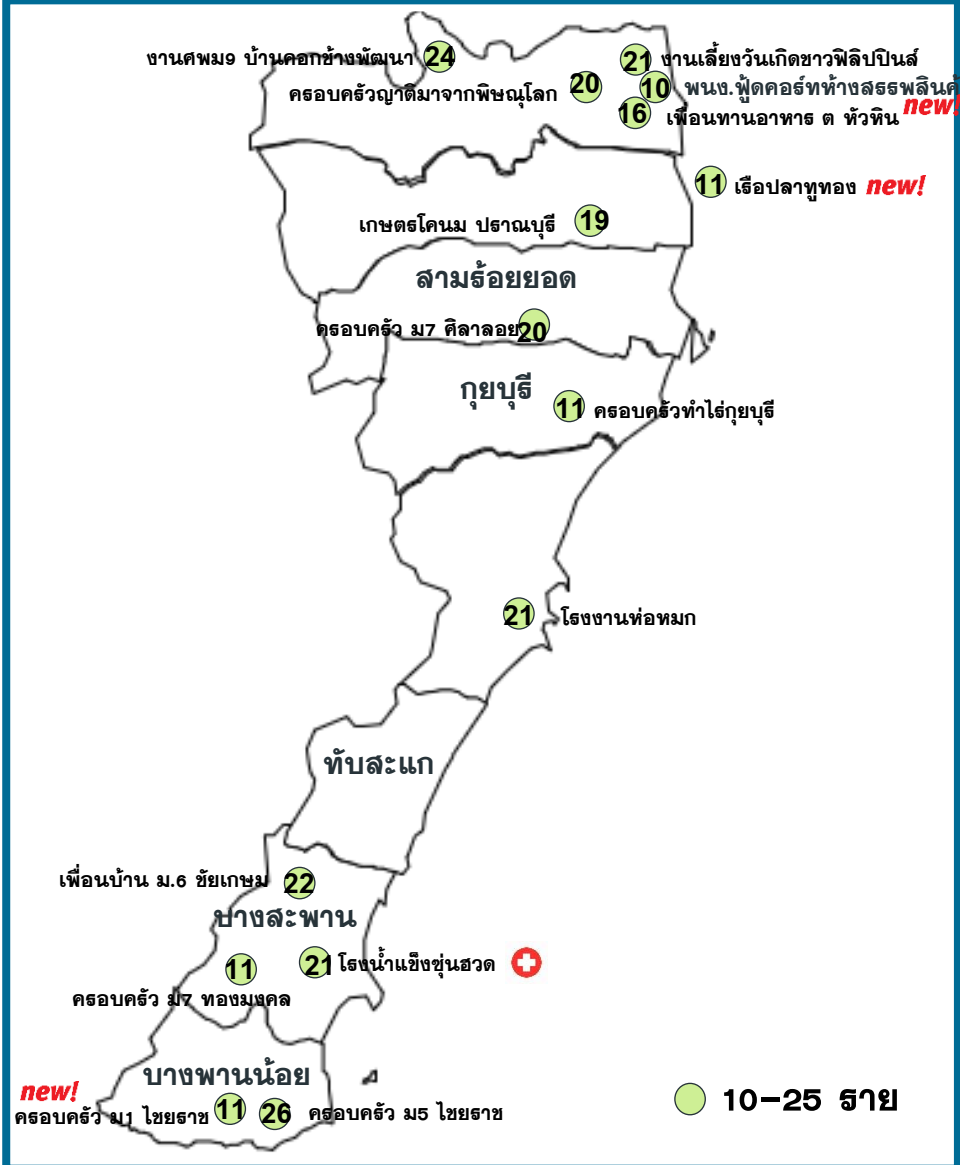 งานศพม9 บ้านคอกช้างพัฒนา 24
21 งานเลี้ยงวันเกิดชาวฟิลิปปินส์
ครอบครัวญาติมาจากพิษณุโลก 20
10 พนง.ฟู้ดคอร์ทห้างสรรพสินค้
16 เพื่อนทานอาหาร ต หัวหิน new!
11 เรือปลาทูทอง new!
เกษตรโคนม ปราณบุรี 19
สามร้อยยอด
ครอบครัว ม7 ศิลาลอย 20
กุยบุรี
11 ครอบครัวทำไร่กุยบุรี
21 โรงงานห่อหมก
ทับสะแก
เพื่อนบ้าน ม.6 ชัยเกษม 22
บางสะพาน
11
21 โรงน้ำแข็งซุ่นฮวด
ครอบครัว ม7 ทองมงคล
บางพานน้อย
new!
ครอบครัว ม1 ไชยราช 11
26 ครอบครัว ม5 ไชยราช
10-25 ราย